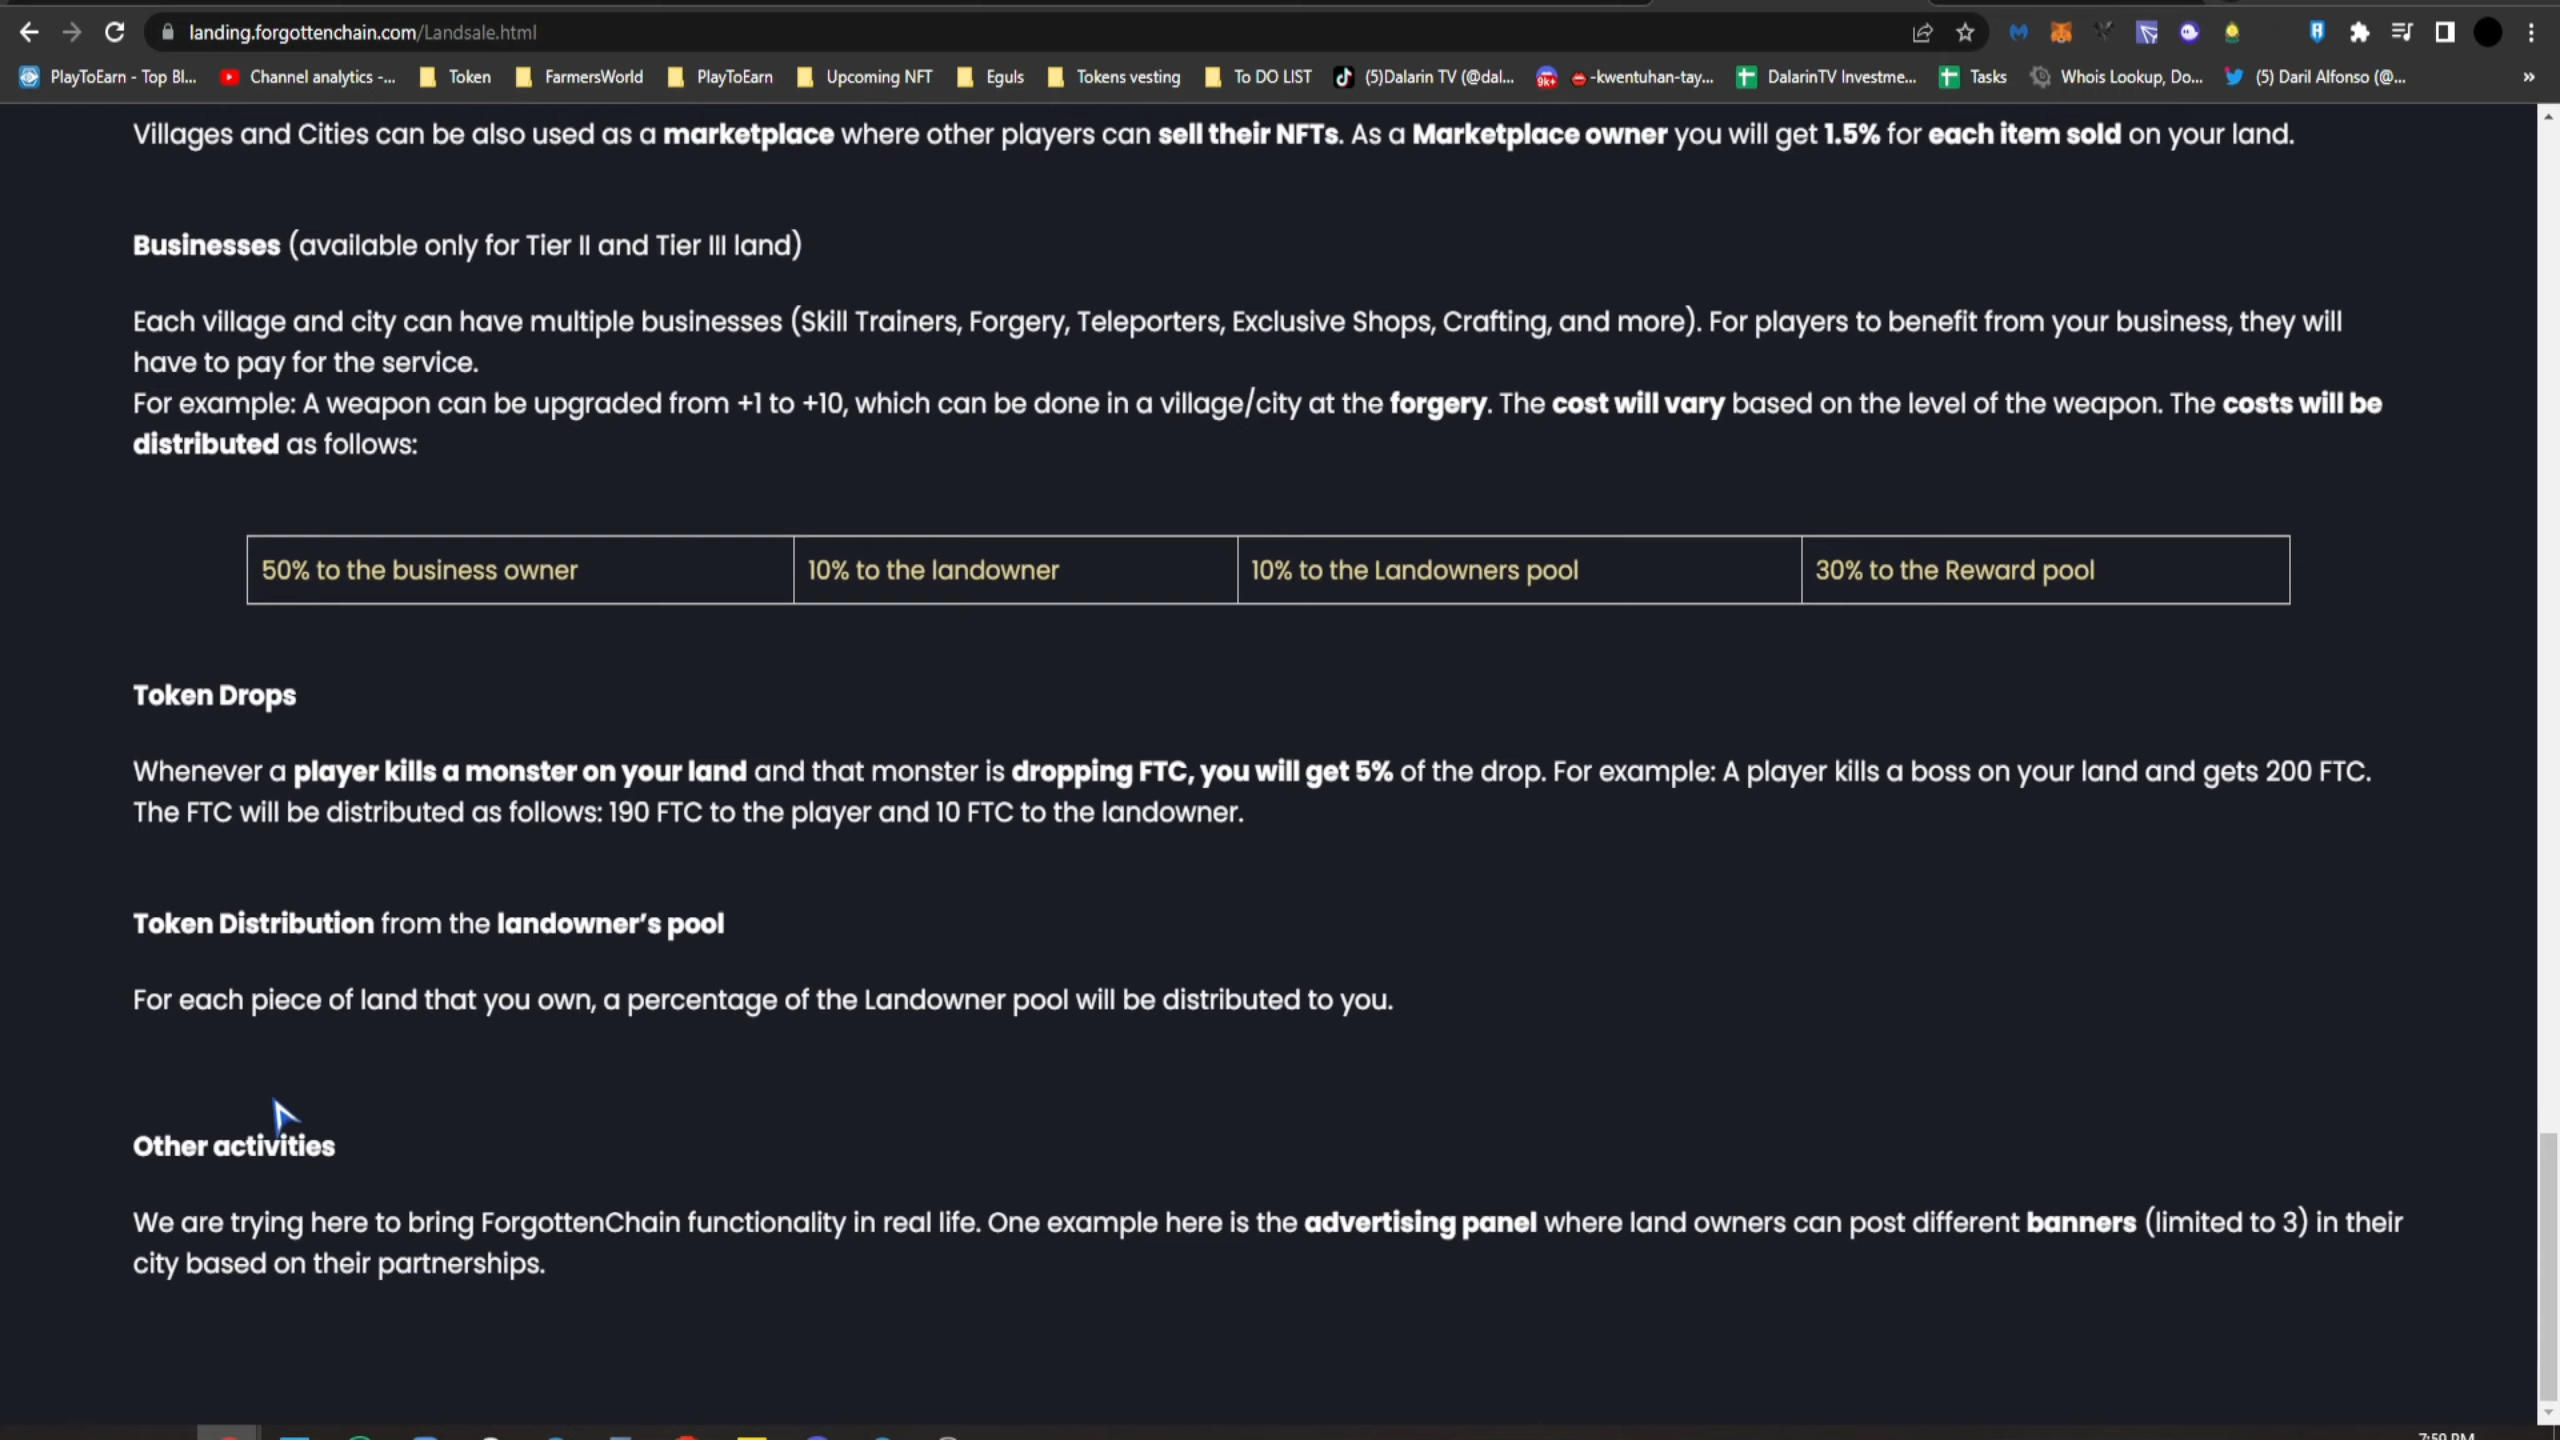 landing.forgottenchain.com/Landsale.html
PlayToEarn - Top Bl... Channel analytics -... Token FarmersWorld PlayToEarn Upcoming NFT Eguls Tokens vesting To DO LIST (5)Dalarin TV (@dal... 9K+ -kwentuhan-tay... DalarinTV Investme... Tasks Whois Lookup, Do... (5) Daril Alfonso (@... »
Villages and Cities can be also used as a marketplace where other players can sell their NFTs. As a Marketplace owner you will get 1.5% for each item sold on your land.
Businesses (available only for Tier II and Tier III land)
Each village and city can have multiple businesses (Skill Trainers, Forgery, Teleporters, Exclusive Shops, Crafting, and more). For players to benefit from your business, they will
have to pay for the service.
For example: A weapon can be upgraded from +1 to +10, which can be done in a village/city at the forgery. The cost will vary based on the level of the weapon. The costs will be
distributed as follows:
50% to the business owner 10% to the landowner 10% to the Landowners pool 30% to the Reward pool
Token Drops
Whenever a player kills a monster on your land and that monster is dropping FTC, you will get 5% of the drop. For example: A player kills a boss on your land and gets 200 FTC.
The FTC will be distributed as follows: 190 FTC to the player and 10 FTC to the landowner.
Token Distribution from the landowner's pool
For each piece of land that you own, a percentage of the Landowner pool will be distributed to you.
Other activities
We are trying here to bring ForgottenChain functionality in real life. One example here is the advertising panel where land owners can post different banners (limited to 3) in their
city based on their partnerships.
7:59 PM